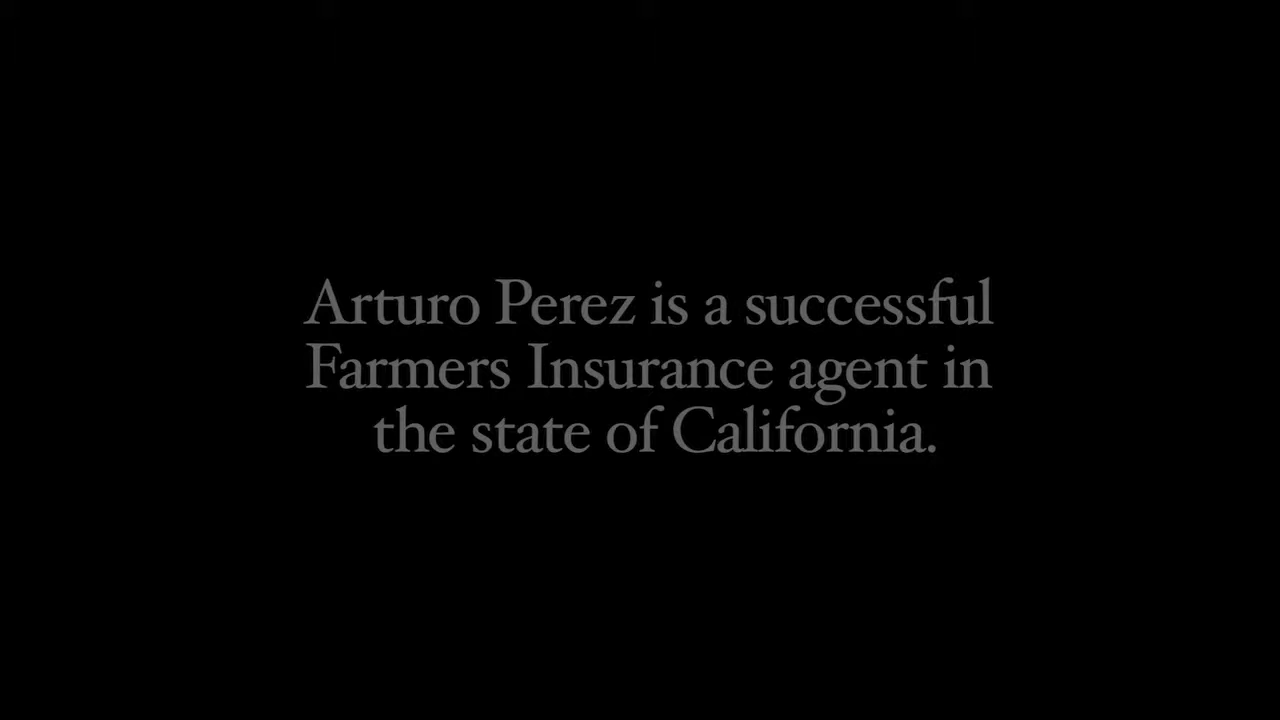 Arturo Perez is a successful
Farmers Insurance agent in
the state of California.